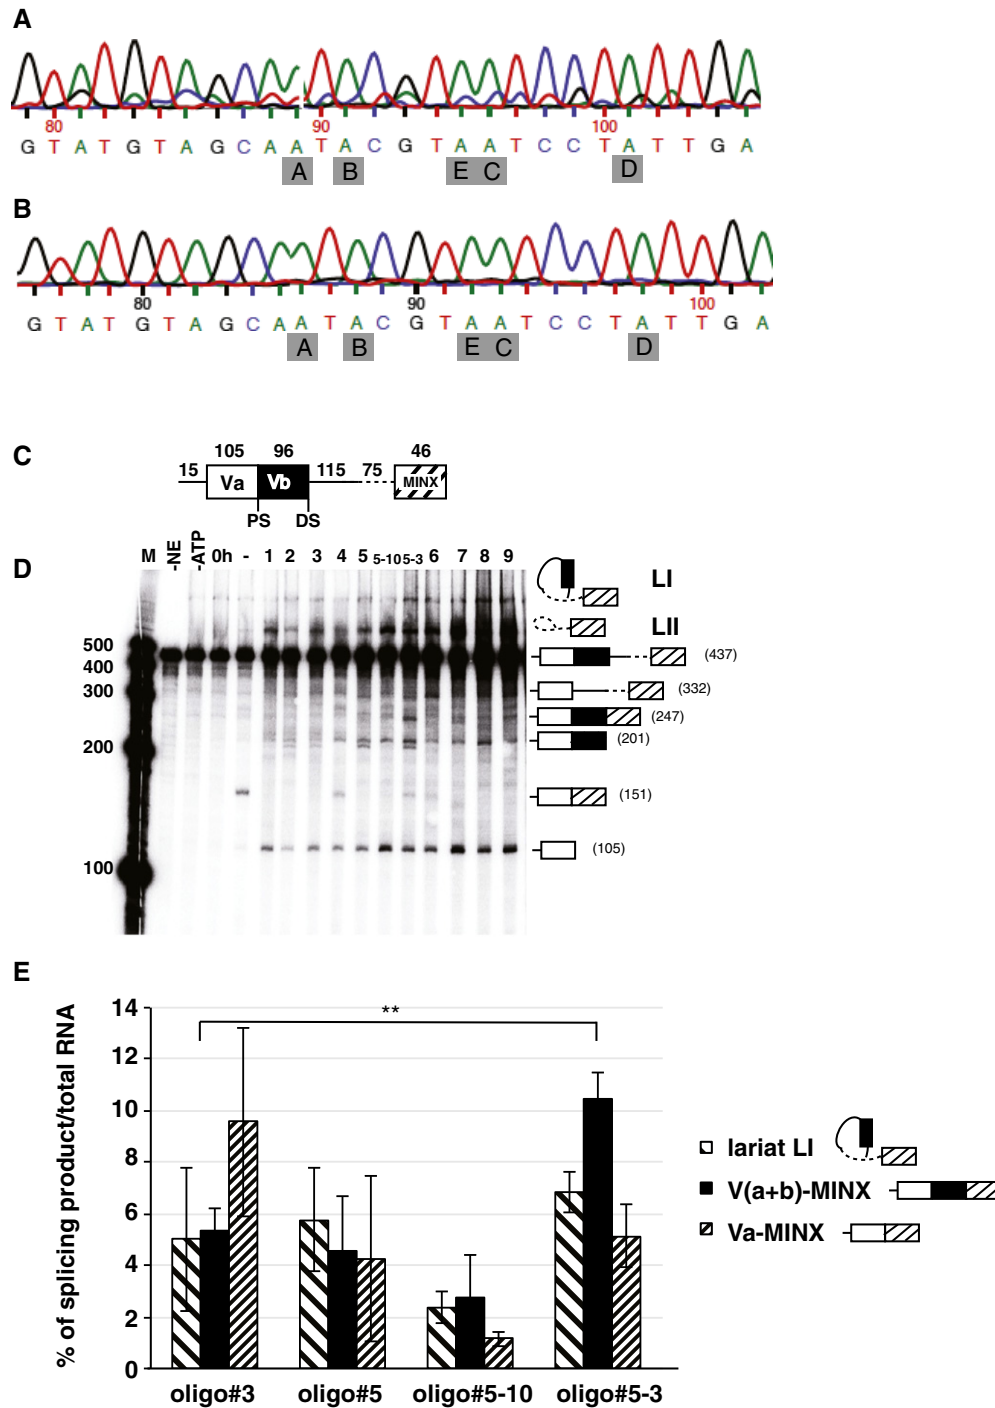 A
80 90 100
G T A T G T A G C A A T A C G T A A T C C T A T T G A
A B E C D
B
80 90 100
G T A T G T A G C A A T A C G T A A T C C T A T T G A
A B E C D
C
105 96 46
15 Va Vb 115 75 MINX
PS DS
D
M -NE -ATP 0h - 1 2 3 4 5 5-10 5-3 6 7 8 9
LI
LII
500
(437)
400
300
(332)
(247)
200
(201)
(151)
(105)
100
E
% of splicing product/total RNA
14
12
10
8
6
4
2
0
**
oligo#3 oligo#5 oligo#5-10 oligo#5-3
lariat LI
V(a+b)-MINX
Va-MINX